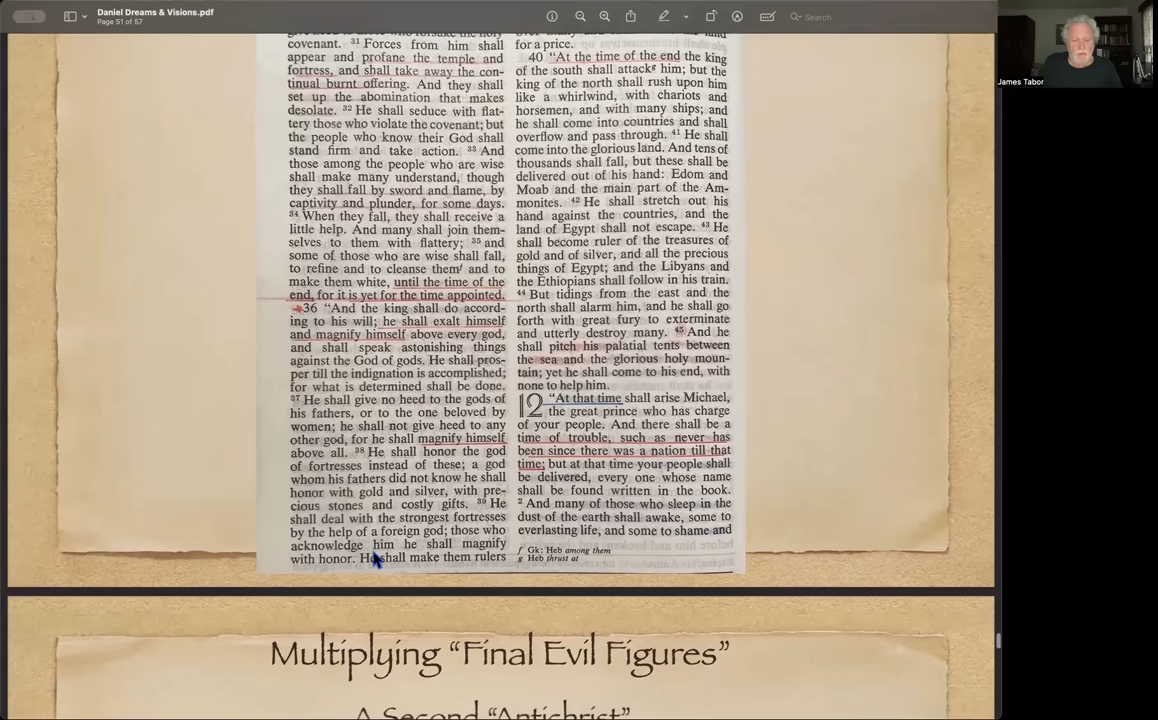 Daniel Dreams & Visions.pdf
Page 51 of 57
Search
James Tabor
covenant. 31 Forces from him shall
appear and profane the temple and
fortress, and shall take away the con-
tinual burnt offering. And they shall
set up the abomination that makes
desolate. 32 He shall seduce with flat-
tery those who violate the covenant; but
the people who know their God shall
stand firm and take action. 33 And
those among the people who are wise
shall make many understand, though
they shall fall by sword and flame, by
captivity and plunder, for some days.
34 When they fall, they shall receive a
little help. And many shall join them-
selves to them with flattery; 35 and
some of those who are wise shall fall,
to refine and to cleanse themf and to
make them white, until the time of the
end, for it is yet for the time appointed.
36 “And the king shall do accord-
ing to his will; he shall exalt himself
and magnify himself above every god,
and shall speak astonishing things
against the God of gods. He shall pros-
per till the indignation is accomplished;
for what is determined shall be done.
37 He shall give no heed to the gods of
his fathers, or to the one beloved by
women; he shall not give heed to any
other god, for he shall magnify himself
above all. 38 He shall honor the god
of fortresses instead of these; a god
whom his fathers did not know he shall
honor with gold and silver, with pre-
cious stones and costly gifts. 39 He
shall deal with the strongest fortresses
by the help of a foreign god; those who
acknowledge him he shall magnify
with honor. He shall make them rulers
for a price.
40 “At the time of the end the king
of the south shall attackg him; but the
king of the north shall rush upon him
like a whirlwind, with chariots and
horsemen, and with many ships; and
he shall come into countries and shall
overflow and pass through. 41 He shall
come into the glorious land. And tens of
thousands shall fall, but these shall be
delivered out of his hand: Edom and
Moab and the main part of the Am-
monites. 42 He shall stretch out his
hand against the countries, and the
land of Egypt shall not escape. 43 He
shall become ruler of the treasures of
gold and of silver, and all the precious
things of Egypt; and the Libyans and
the Ethiopians shall follow in his train.
44 But tidings from the east and the
north shall alarm him, and he shall go
forth with great fury to exterminate
and utterly destroy many. 45 And he
shall pitch his palatial tents between
the sea and the glorious holy moun-
tain; yet he shall come to his end, with
none to help him.
12 “At that time shall arise Michael,
the great prince who has charge
of your people. And there shall be a
time of trouble, such as never has
been since there was a nation till that
time; but at that time your people shall
be delivered, every one whose name
shall be found written in the book.
2 And many of those who sleep in the
dust of the earth shall awake, some to
everlasting life, and some to shame and
f Gk: Heb among them
g Heb thrust at
Multiplying “Final Evil Figures”
A Second “Antichrist”